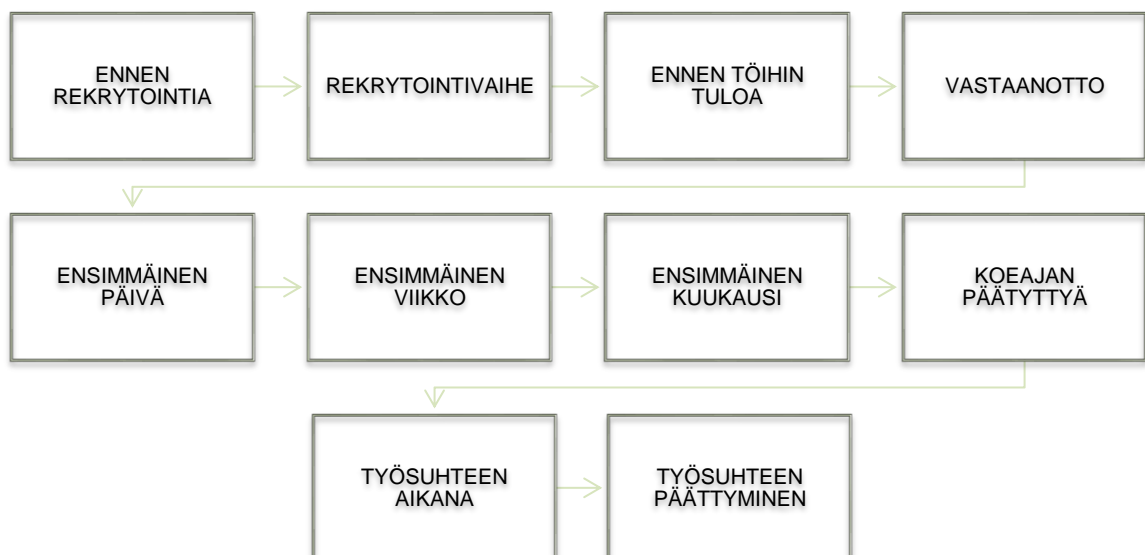 ENNEN
REKRYTOINTIA
REKRYTOINTIVAIHE
ENNEN TÖIHIN
TULOA
VASTAANOTTO
ENSIMMÄINEN
PÄIVÄ
ENSIMMÄINEN
VIIKKO
ENSIMMÄINEN
KUUKAUSI
KOEAJAN
PÄÄTYTTYÄ
TYÖSUHTEEN
AIKANA
TYÖSUHTEEN
PÄÄTTYMINEN